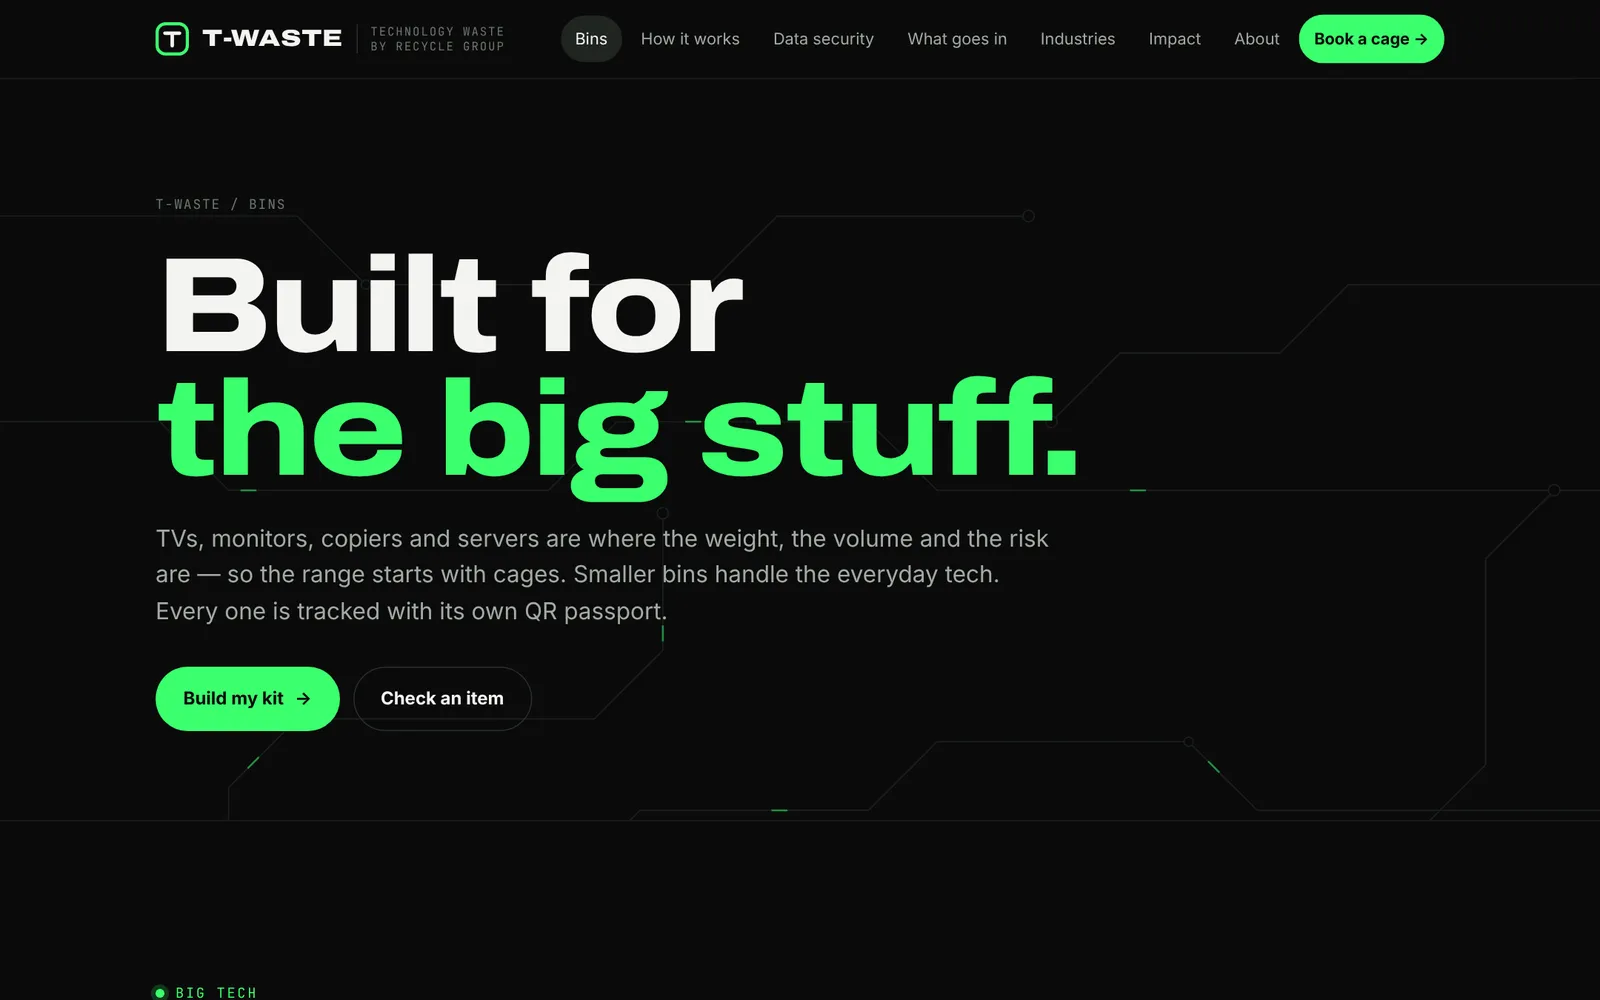 T T-WASTE
TECHNOLOGY WASTE
BY RECYCLE GROUP
Bins
How it works
Data security
What goes in
Industries
Impact
About
Book a cage →
T-WASTE / BINS
Built for
the big stuff.
TVs, monitors, copiers and servers are where the weight, the volume and the risk
are — so the range starts with cages. Smaller bins handle the everyday tech.
Every one is tracked with its own QR passport.
Build my kit →
Check an item
BIG TECH